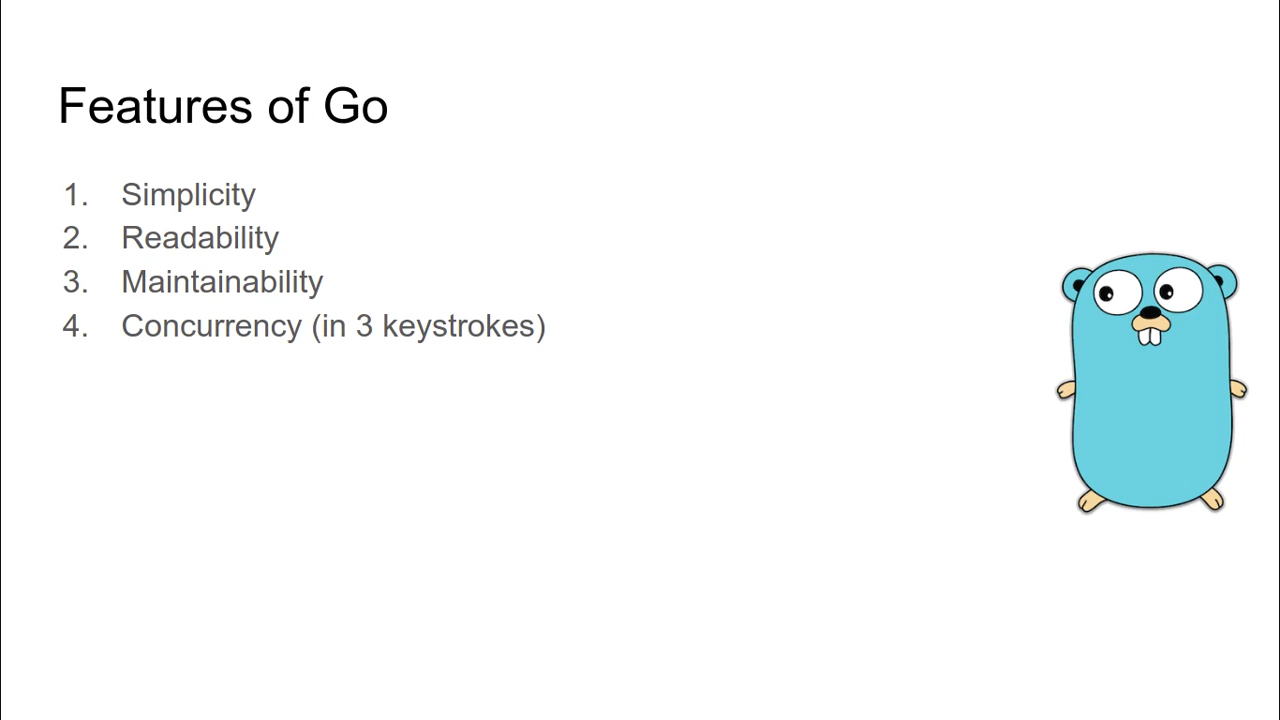 Features of Go
1. Simplicity
2. Readability
3. Maintainability
4. Concurrency (in 3 keystrokes)